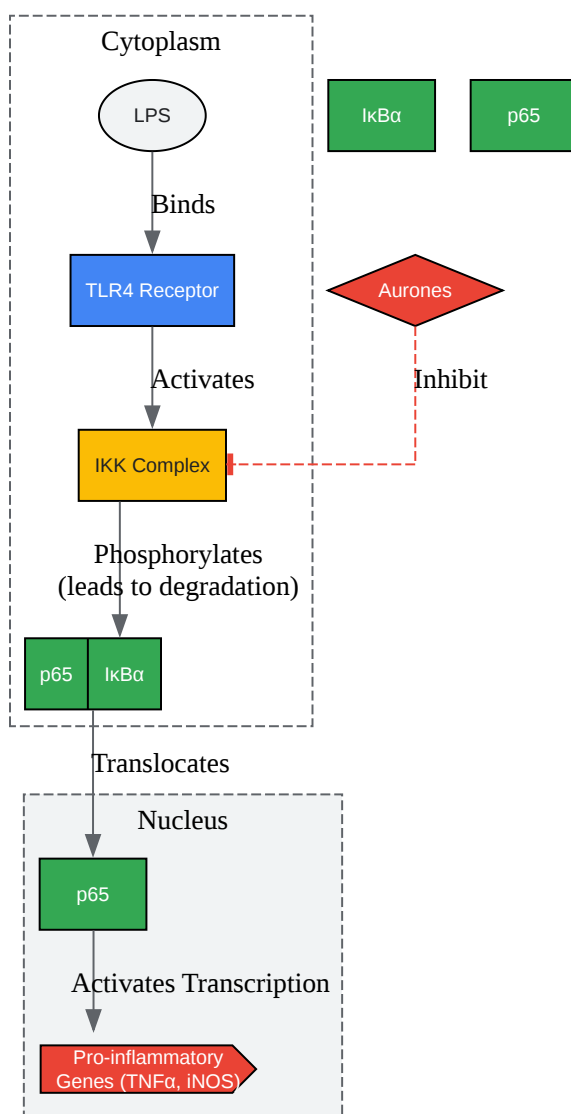 Cytoplasm
LPS
IκBα
p65
Binds
TLR4 Receptor
Aurones
Activates
Inhibit
IKK Complex
Phosphorylates
(leads to degradation)
p65
IκBα
Translocates
Nucleus
p65
Activates Transcription
Pro-inflammatory
Genes (TNFα, iNOS)